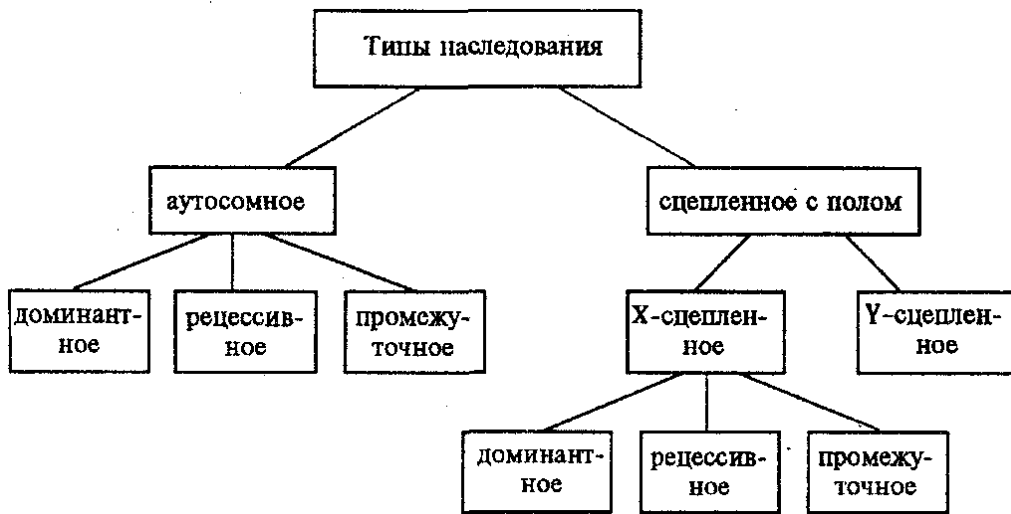 Типы наследования
аутосомное
сцепленное с полом
доминант-
ное
рецессив-
ное
промежу-
точное
X-сцеплен-
ное
Y-сцеплен-
ное
доминант-
ное
рецессив-
ное
промежу-
точное